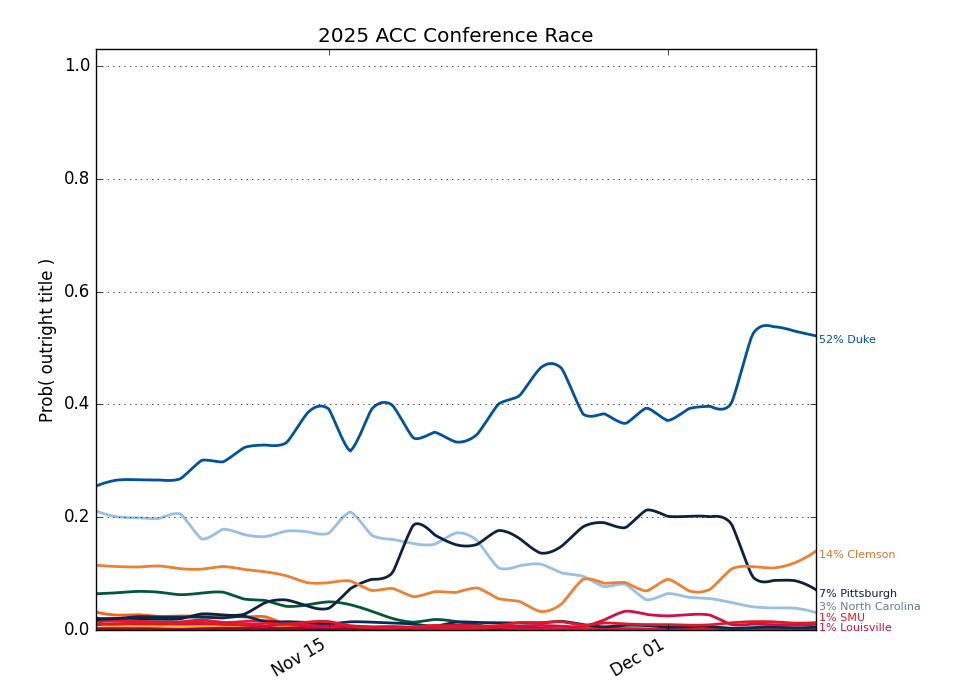 2025 ACC Conference Race
Prob( outright title )
1.0
0.8
0.6
0.4
0.2
0.0
Nov 15
Dec 01
52% Duke
14% Clemson
7% Pittsburgh
3% North Carolina
1% SMU
1% Louisville